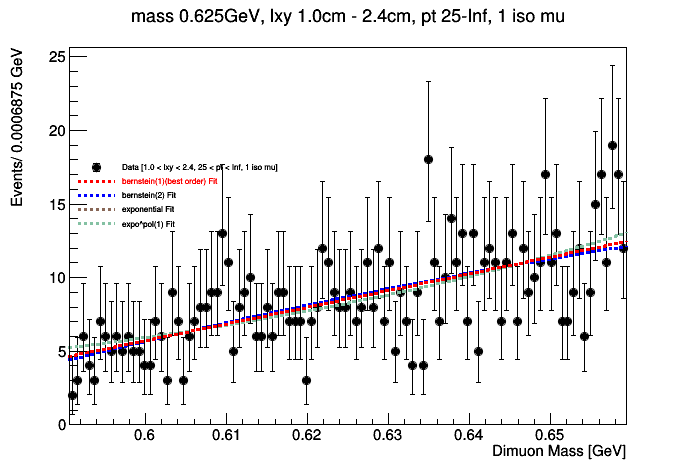 mass 0.625GeV, lxy 1.0cm - 2.4cm, pt 25-Inf, 1 iso mu
Events/ 0.0006875 GeV
25
20
15
10
5
0
Data [1.0 < lxy < 2.4, 25 < pT < Inf, 1 iso mu]
bernstein(1)(best order) Fit
bernstein(2) Fit
exponential Fit
expo*pol(1) Fit
0.6 0.61 0.62 0.63 0.64 0.65
Dimuon Mass [GeV]